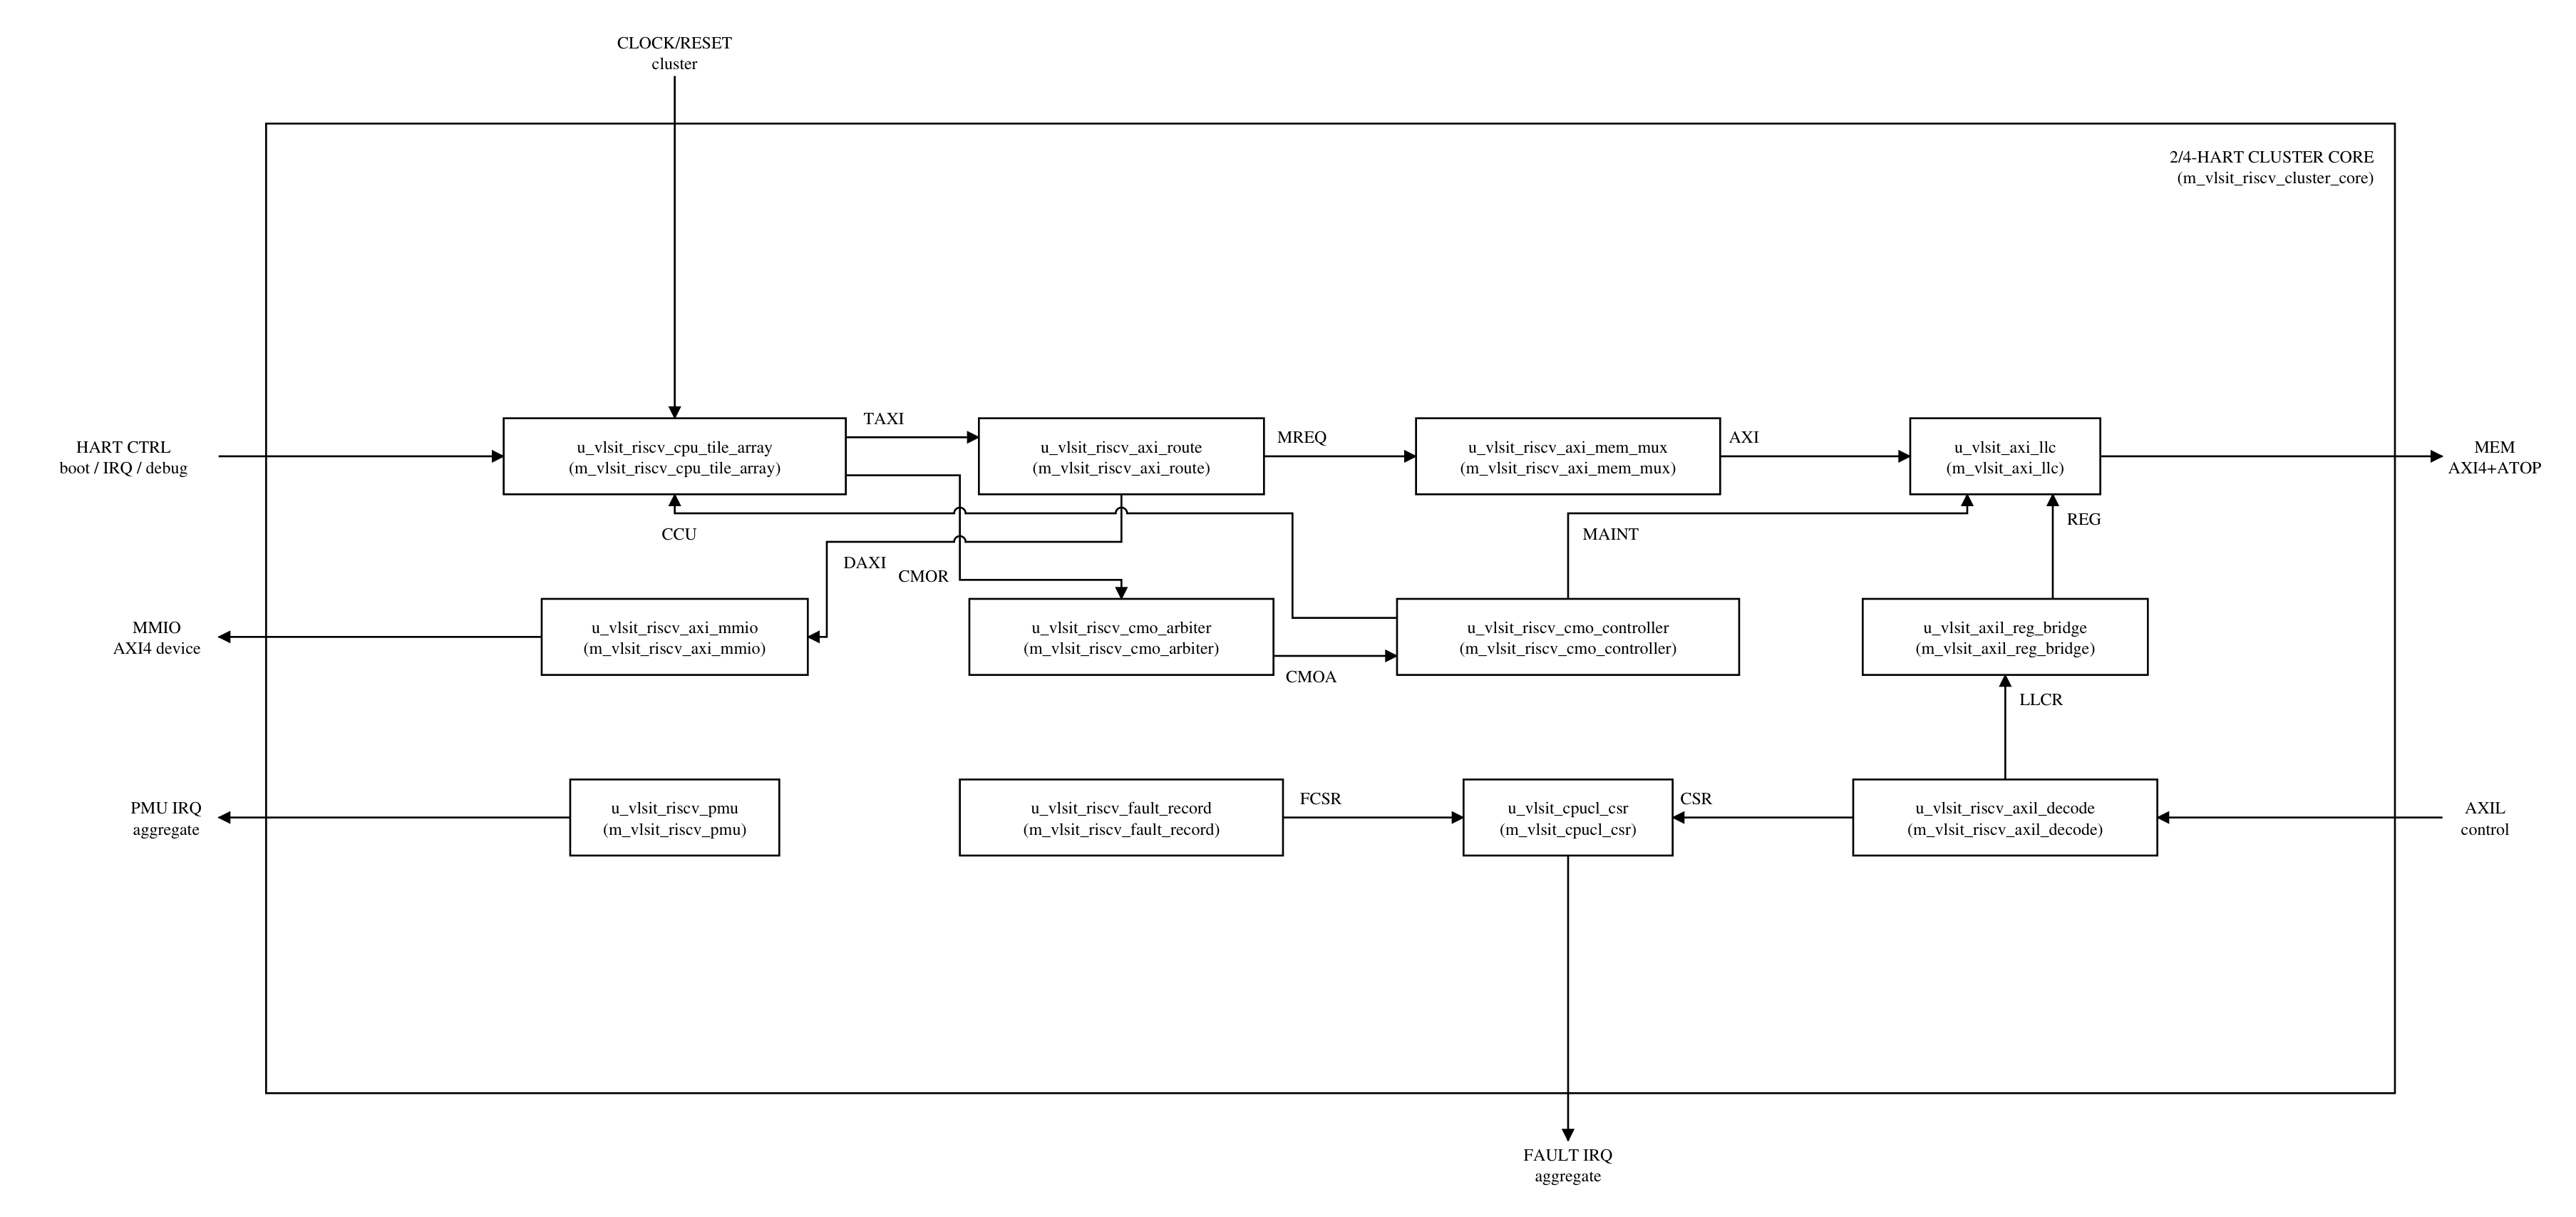 CLOCK/RESET
cluster
2/4-HART CLUSTER CORE
(m_vlsit_riscv_cluster_core)
HART CTRL
boot / IRQ / debug
u_vlsit_riscv_cpu_tile_array
(m_vlsit_riscv_cpu_tile_array)
TAXI
u_vlsit_riscv_axi_route
(m_vlsit_riscv_axi_route)
MREQ
u_vlsit_riscv_axi_mem_mux
(m_vlsit_riscv_axi_mem_mux)
AXI
u_vlsit_axi_llc
(m_vlsit_axi_llc)
MEM
AXI4+ATOP
CCU
DAXI
CMOR
MAINT
REG
MMIO
AXI4 device
u_vlsit_riscv_axi_mmio
(m_vlsit_riscv_axi_mmio)
u_vlsit_riscv_cmo_arbiter
(m_vlsit_riscv_cmo_arbiter)
CMOA
u_vlsit_riscv_cmo_controller
(m_vlsit_riscv_cmo_controller)
u_vlsit_axil_reg_bridge
(m_vlsit_axil_reg_bridge)
LLCR
PMU IRQ
aggregate
u_vlsit_riscv_pmu
(m_vlsit_riscv_pmu)
u_vlsit_riscv_fault_record
(m_vlsit_riscv_fault_record)
FCSR
u_vlsit_cpucl_csr
(m_vlsit_cpucl_csr)
CSR
u_vlsit_riscv_axil_decode
(m_vlsit_riscv_axil_decode)
AXIL
control
FAULT IRQ
aggregate